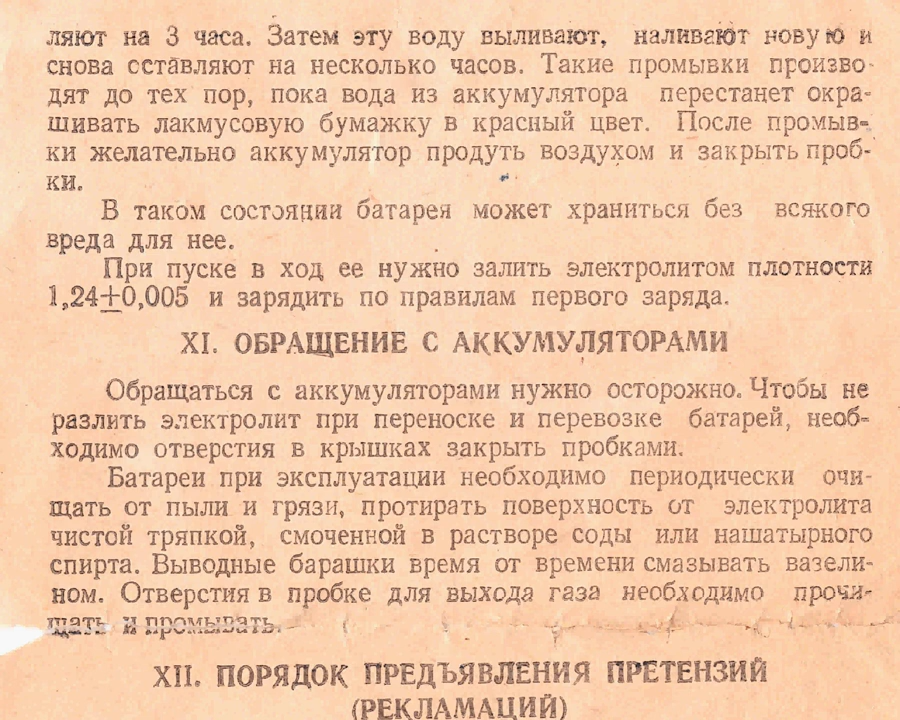 ляют на 3 часа. Затем эту воду выливают, наливают новую и
снова оставляют на несколько часов. Такие промывки произво-
дят до тех пор, пока вода из аккумулятора перестанет окра-
шивать лакмусовую бумажку в красный цвет. После промыв-
ки желательно аккумулятор продуть воздухом и закрыть проб-
ки.
В таком состоянии батарея может храниться без всякого
вреда для нее.
При пуске в ход ее нужно залить электролитом плотности
1,24±0,005 и зарядить по правилам первого заряда.
XI. ОБРАЩЕНИЕ С АККУМУЛЯТОРАМИ
Обращаться с аккумуляторами нужно осторожно. Чтобы не
разлить электролит при переноске и перевозке батарей, необ-
ходимо отверстия в крышках закрыть пробками.
Батареи при эксплуатации необходимо периодически очи-
щать от пыли и грязи, протирать поверхность от электролита
чистой тряпкой, смоченной в растворе соды или нашатырного
спирта. Выводные барашки время от времени смазывать вазели-
ном. Отверстия в пробке для выхода газа необходимо прочи-
щать и промывать.
XII. ПОРЯДОК ПРЕДЪЯВЛЕНИЯ ПРЕТЕНЗИЙ
(РЕКЛАМАЦИЙ)